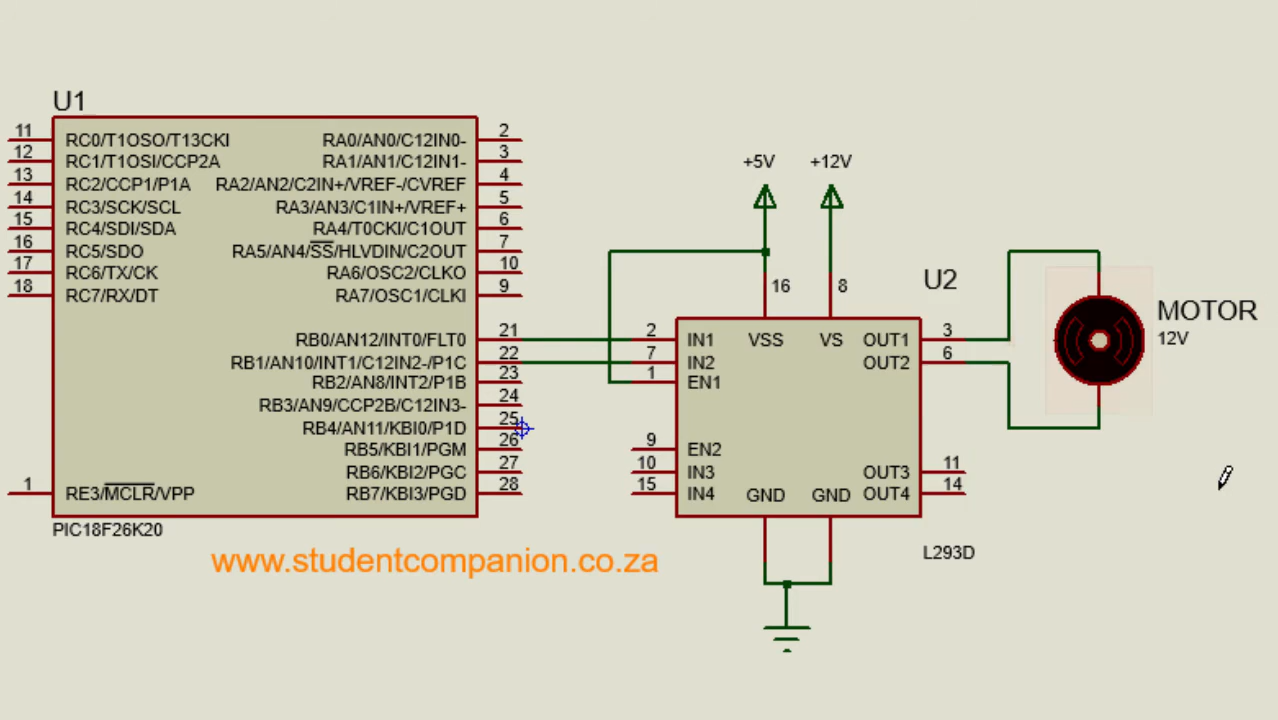 U1
11 RC0/T1OSO/T13CKI RA0/AN0/C12IN0- 2
12 RC1/T1OSI/CCP2A RA1/AN1/C12IN1- 3
13 RC2/CCP1/P1A RA2/AN2/C2IN+/VREF-/CVREF 4
14 RC3/SCK/SCL RA3/AN3/C1IN+/VREF+ 5
15 RC4/SDI/SDA RA4/T0CKI/C1OUT 6
16 RC5/SDO RA5/AN4/SS/HLVDIN/C2OUT 7
17 RC6/TX/CK RA6/OSC2/CLKO 10
18 RC7/RX/DT RA7/OSC1/CLKI 9
RB0/AN12/INT0/FLT0 21
RB1/AN10/INT1/C12IN2-/P1C 22
RB2/AN8/INT2/P1B 23
RB3/AN9/CCP2B/C12IN3- 24
RB4/AN11/KBI0/P1D 25
RB5/KBI1/PGM 26
RB6/KBI2/PGC 27
1 RE3/MCLR/VPP RB7/KBI3/PGD 28
PIC18F26K20
+5V +12V
16 8
U2
2 IN1 VSS VS OUT1 3
7 IN2 OUT2 6
1 EN1
9 EN2
10 IN3 OUT3 11
15 IN4 GND GND OUT4 14
L293D
MOTOR
12V
www.studentcompanion.co.za